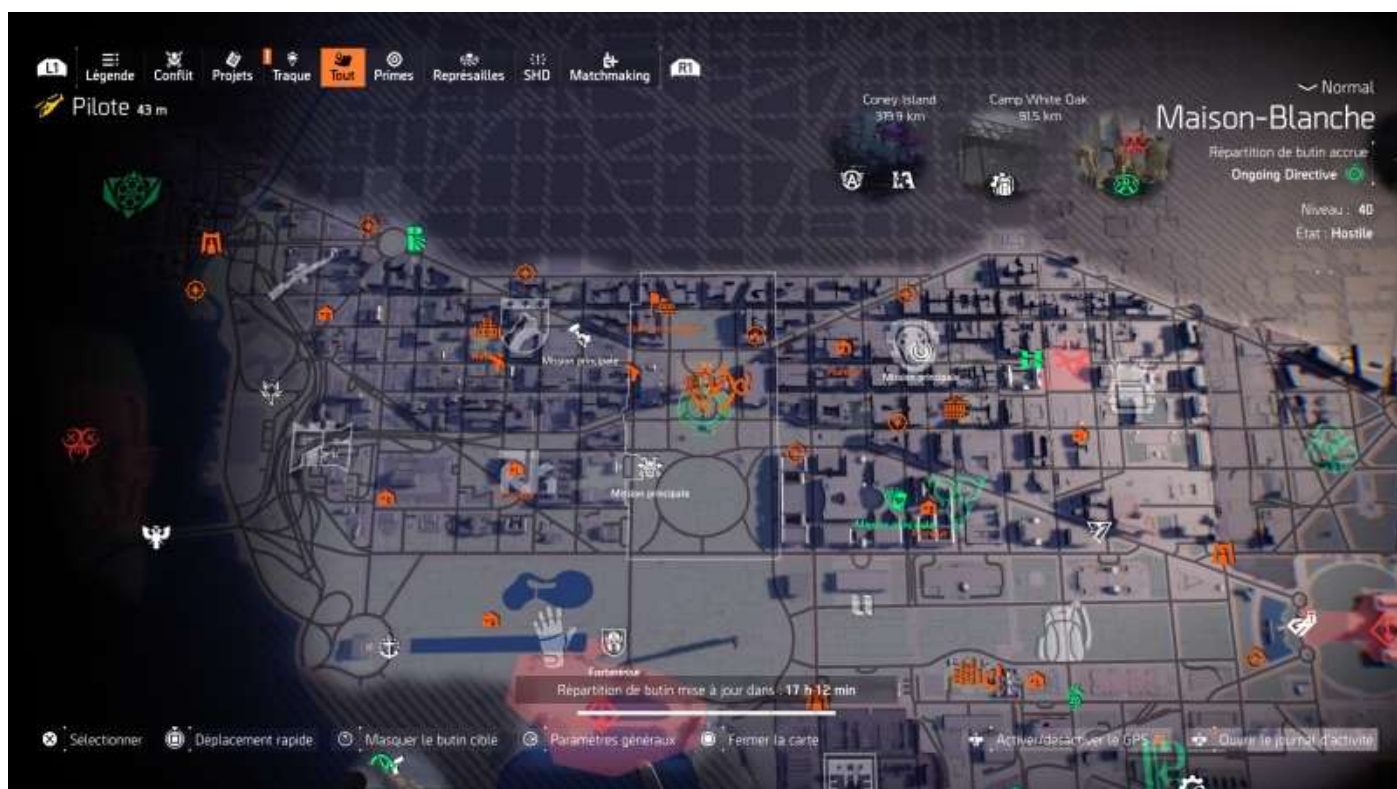 L1
Légende
Conflit
Projets
Traque
Tout
Primes
Représailles
SHD
Matchmaking
R1
Pilote 43 m
Coney Island
319.9 km
Camp White Oak
91.5 km
Normal
Maison-Blanche
Répartition de butin accrue
Ongoing Directive
Niveau : 40
État : Hostile
Mission principale
Mission principale
Mission principale
Forteresse
Répartition de butin mise à jour dans : 17 h 12 min
Sélectionner
Déplacement rapide
Masquer le butin ciblé
Paramètres généraux
Fermer la carte
Activer/désactiver le GPS
Ouvrir le journal d'activité